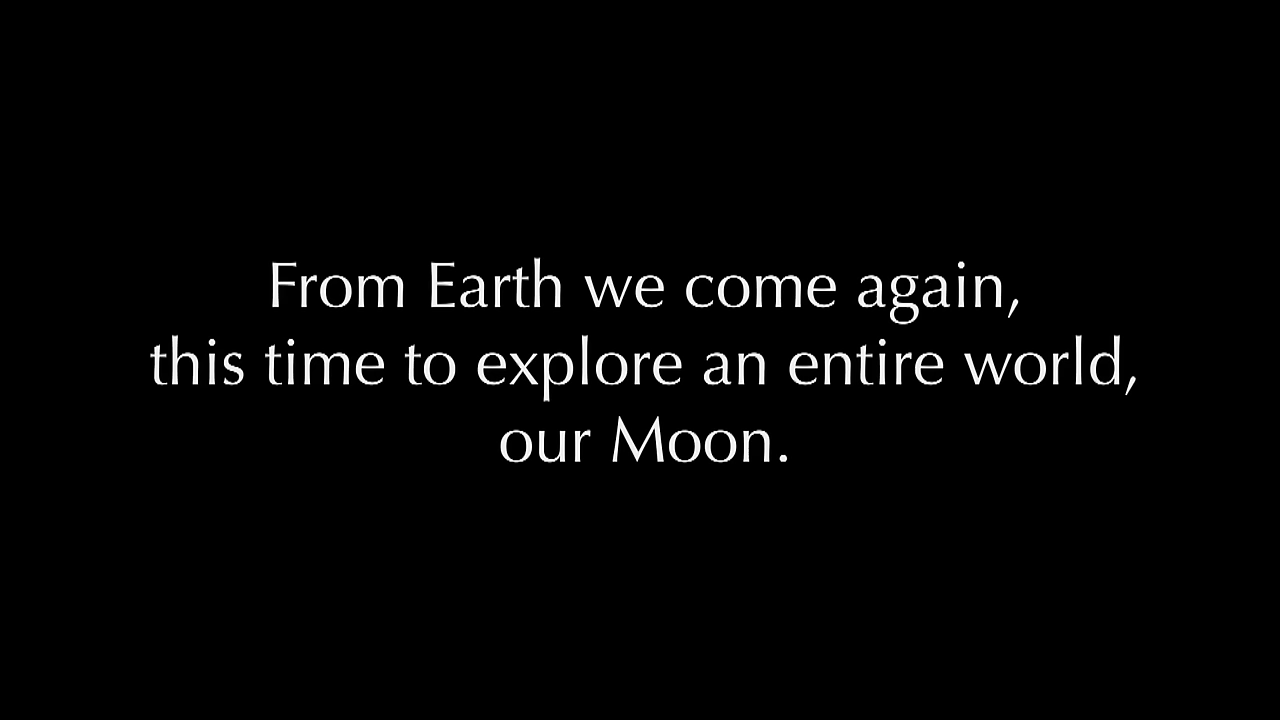 From Earth we come again,
this time to explore an entire world,
our Moon.